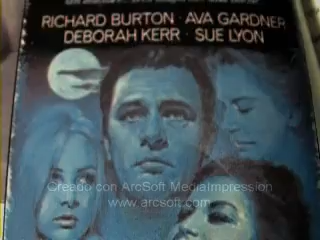 RICHARD BURTON · AVA GARDNER
DEBORAH KERR · SUE LYON
Creado con ArcSoft MediaImpression
www.arcsoft.com